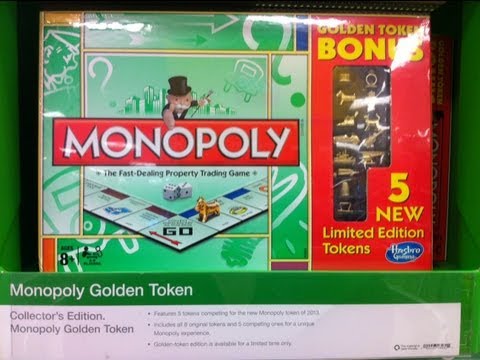 GOLDEN TOKEN
BONUS
MONOPOLY
The Fast-Dealing Property Trading Game
GO
5
NEW
Limited Edition
Tokens
Hasbro
Gaming
AGES
8+
GOLDEN TOKEN
Monopoly Golden Token
Collector's Edition.
Monopoly Golden Token
• Features 5 tokens competing for the new Monopoly token of 2013.
• Includes all 8 original tokens and 5 competing ones for a unique
Monopoly experience.
• Golden-token edition is available for a limited time only.